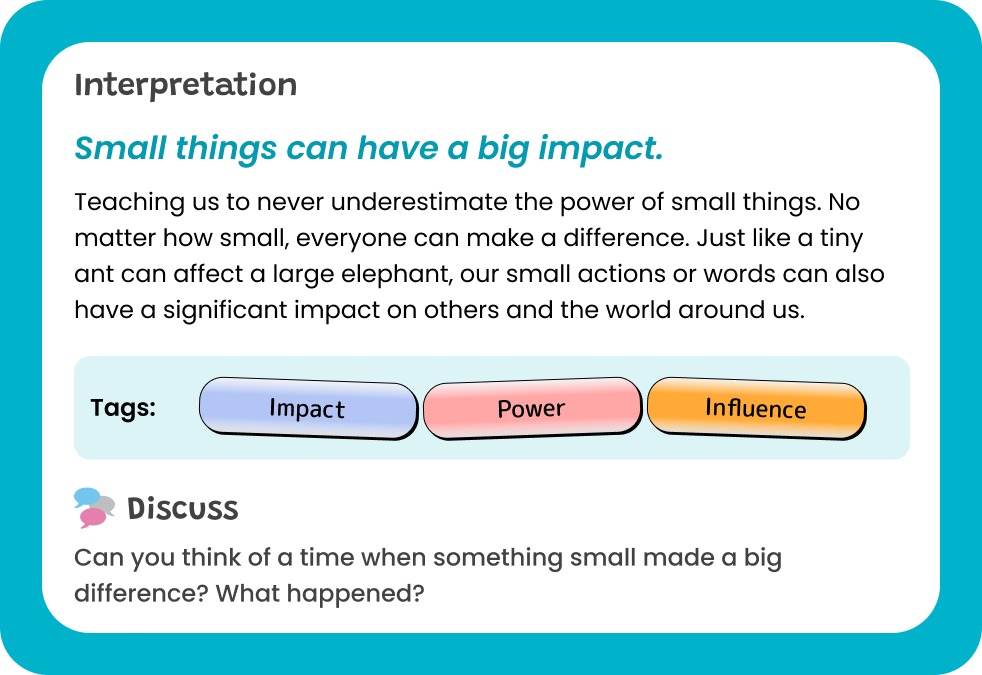 Interpretation
Small things can have a big impact.
Teaching us to never underestimate the power of small things. No
matter how small, everyone can make a difference. Just like a tiny
ant can affect a large elephant, our small actions or words can also
have a significant impact on others and the world around us.
Tags: Impact Power Influence
Discuss
Can you think of a time when something small made a big
difference? What happened?